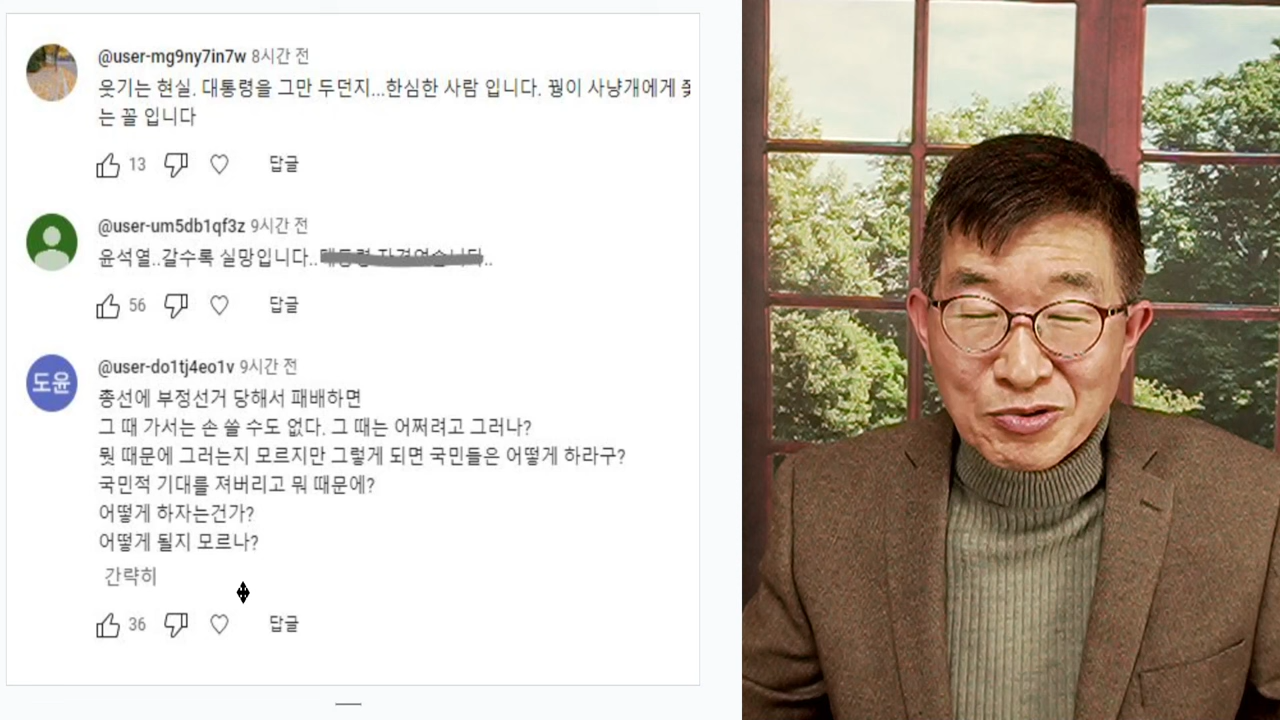 @user-mg9ny7in7w 8시간 전
웃기는 현실. 대통령을 그만 두던지...한심한 사람 입니다. 꿩이 사냥개에게 쫓
는 꼴 입니다
13 답글
@user-um5db1qf3z 9시간 전
윤석열..갈수록 실망입니다..
56 답글
도윤
@user-do1tj4eo1v 9시간 전
총선에 부정선거 당해서 패배하면
그 때 가서는 손 쓸 수도 없다. 그 때는 어쩌려고 그러나?
뭣 때문에 그러는지 모르지만 그렇게 되면 국민들은 어떻게 하라구?
국민적 기대를 져버리고 뭐 때문에?
어떻게 하자는건가?
어떻게 될지 모르나?
간략히
36 답글